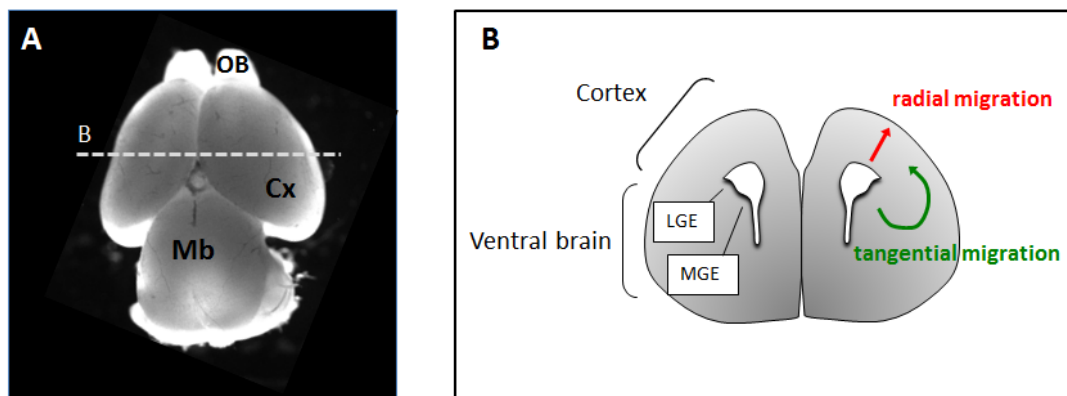 A
OB
B
Cx
Mb
B
Cortex
radial migration
LGE
Ventral brain
tangential migration
MGE